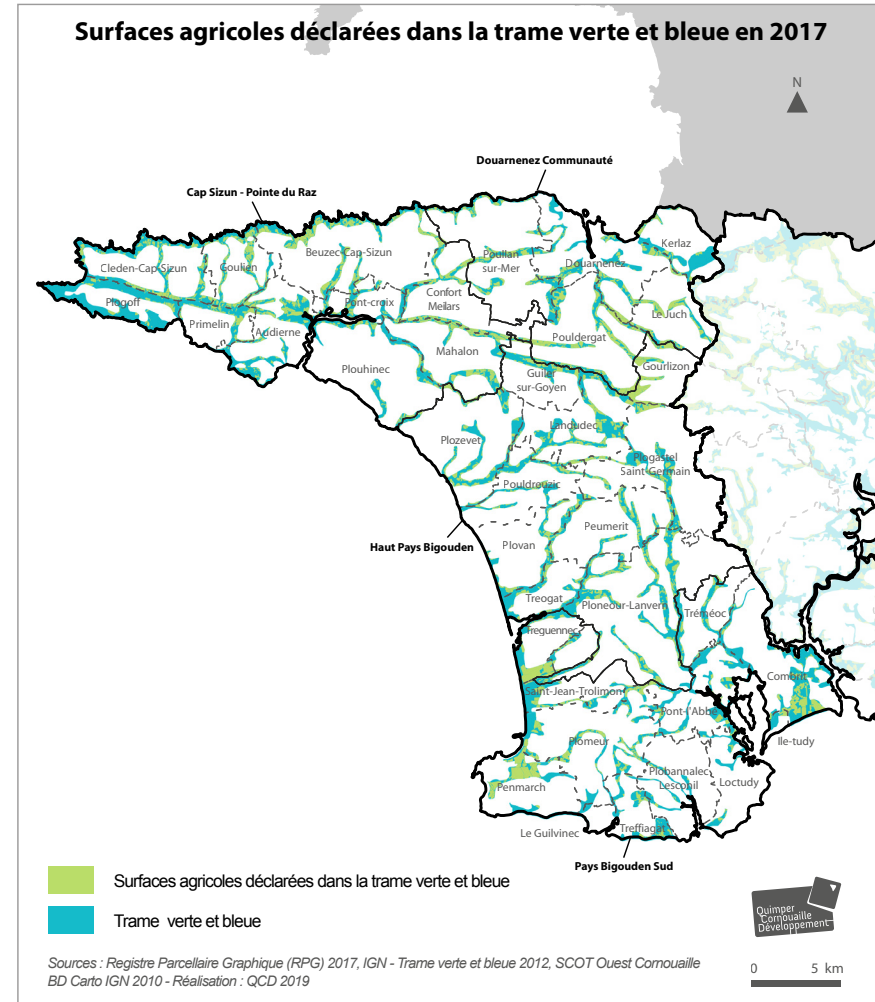 Surfaces agricoles déclarées dans la trame verte et bleue en 2017
N
Douarnenez Communauté
Cap Sizun - Pointe du Raz
Kerlaz
Beuzec-Cap-Sizun
Poullan
sur-Mer
Douarnenez
Cleden-Cap-Sizun
Goulien
Confort
Meilars
Plogoff
Pont-croix
Le Juch
Primelin
Audierne
Pouldergat
Mahalon
Gourlizon
Plouhinec
Guiler
sur-Goyen
Landudec
Plozevet
Plogastel
Saint-Germain
Pouldreuzic
Peumerit
Haut Pays Bigouden
Plovan
Treogat
Ploneour-Lanvern
Tréméoc
Treguennec
Combrit
Saint-Jean-Trolimon
Pont-l'Abbé
Ile-tudy
Plomeur
Plobannalec
Lesconil
Loctudy
Penmarch
Le Guilvinec
Treffiagat
Pays Bigouden Sud
Surfaces agricoles déclarées dans la trame verte et bleue
Trame verte et bleue
Quimper
Cornouaille
Développement
Sources : Registre Parcellaire Graphique (RPG) 2017, IGN - Trame verte et bleue 2012, SCOT Ouest Cornouaille
BD Carto IGN 2010 - Réalisation : QCD 2019
0 5 km